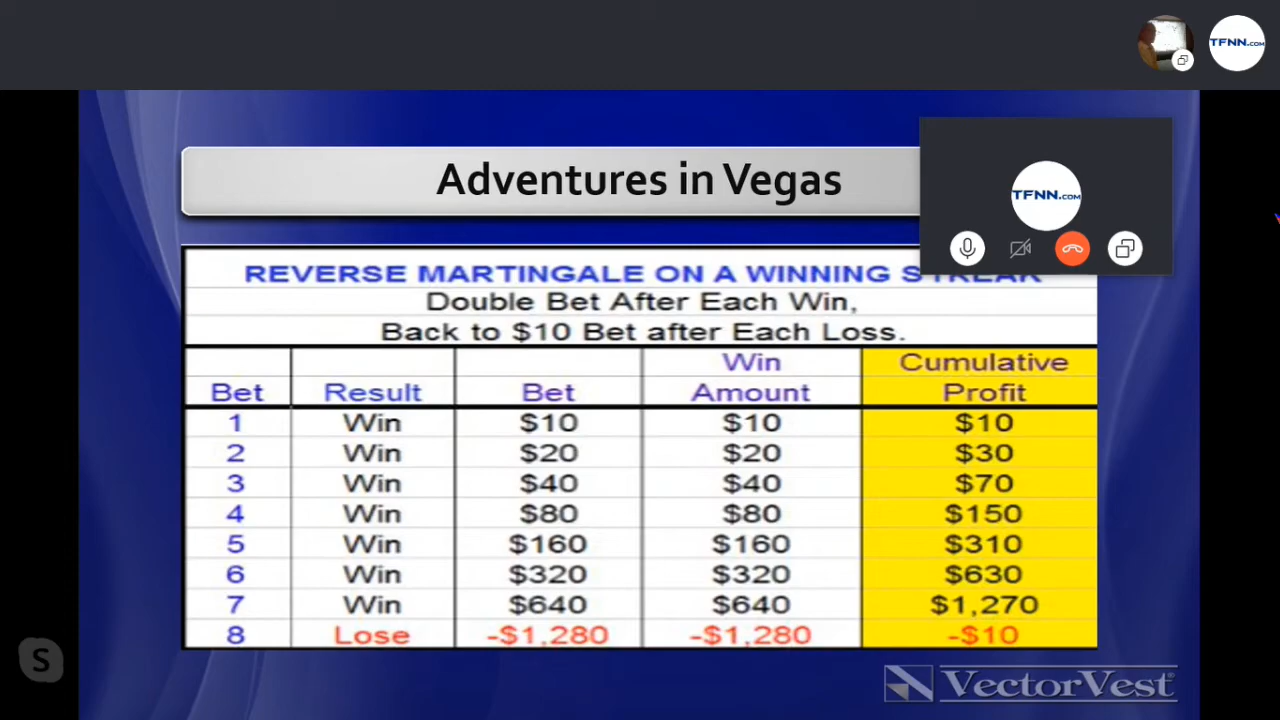 TFNN.COM
Adventures in Vegas
TFNN.COM
REVERSE MARTINGALE ON A WINNING STREAK
Double Bet After Each Win,
Back to $10 Bet after Each Loss.
Win Cumulative
Bet Result Bet Amount Profit
1 Win $10 $10 $10
2 Win $20 $20 $30
3 Win $40 $40 $70
4 Win $80 $80 $150
5 Win $160 $160 $310
6 Win $320 $320 $630
7 Win $640 $640 $1,270
8 Lose -$1,280 -$1,280 -$10
S
VectorVest®